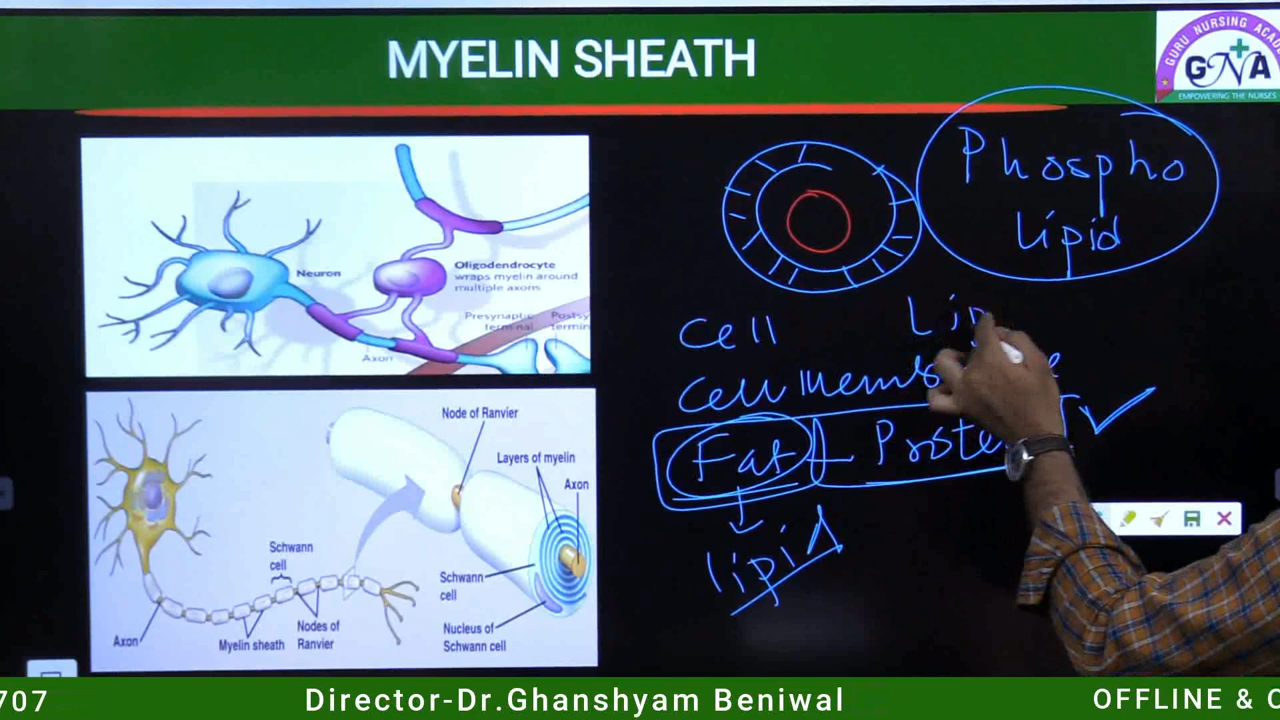 MYELIN SHEATH
GURU NURSING ACAD
GNA
EMPOWERING THE NURSES
Neuron
Oligodendrocyte
wraps myelin around
multiple axons
Presynaptic
terminal
Axon
Node of Ranvier
Layers of myelin
Axon
Schwann
cell
Schwann
cell
Nucleus of
Schwann cell
Axon
Myelin sheath
Nodes of
Ranvier
Phospho
lipid
Cell
Lip
Cell Memb
Fat + Prote
lipid
707
Director-Dr.Ghanshyam Beniwal
OFFLINE &